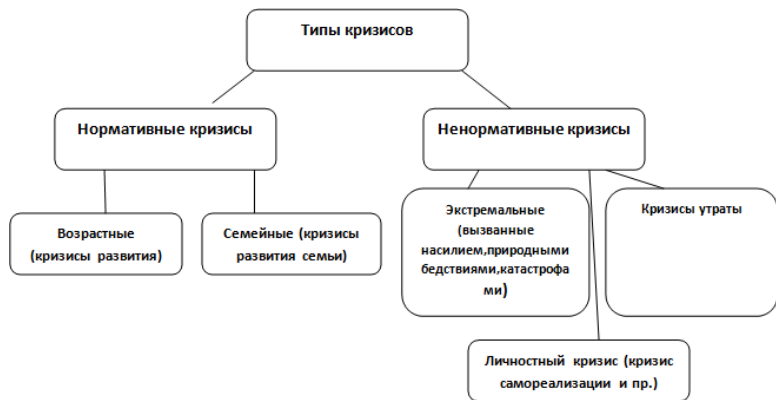 Типы кризисов
Нормативные кризисы
Ненормативные кризисы
Возрастные
(кризисы развития)
Семейные (кризисы
развития семьи)
Экстремальные
(вызванные
насилием,природными
бедствиями,катастрофа
ми)
Кризисы утраты
Личностный кризис (кризис
самореализации и пр.)